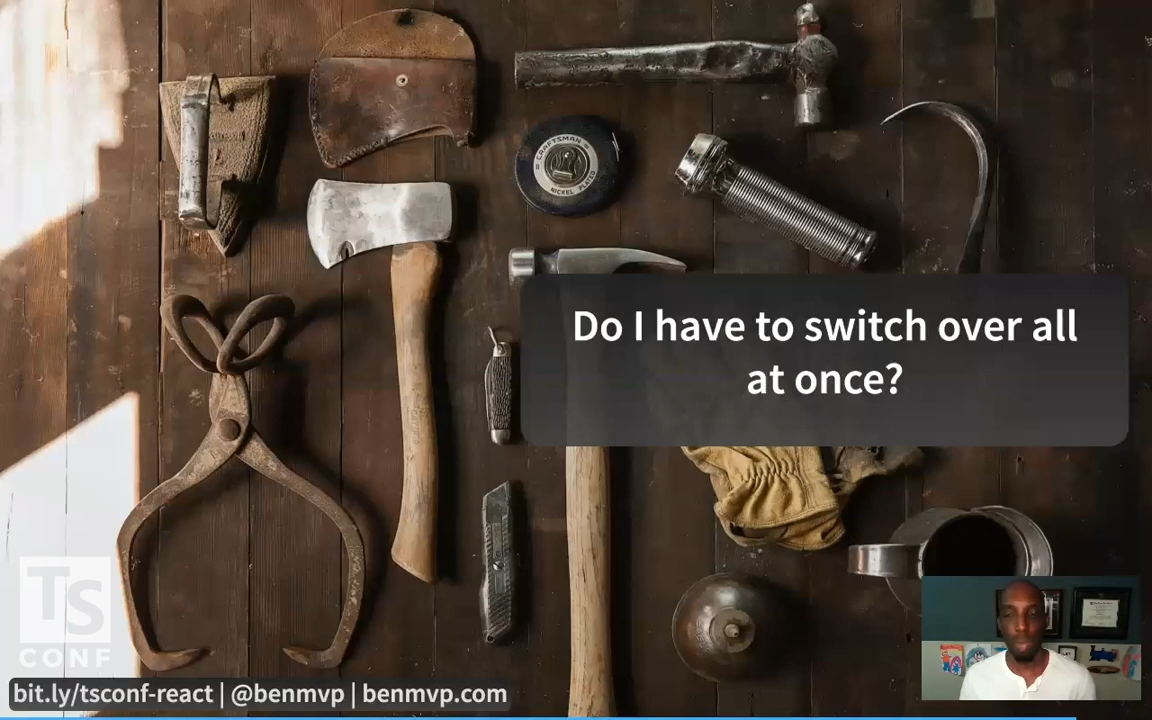 CRAFTSMAN
NICKEL PLATED
Do I have to switch over all
at once?
TS
CONF
bit.ly/tsconf-react | @benmvp | benmvp.com